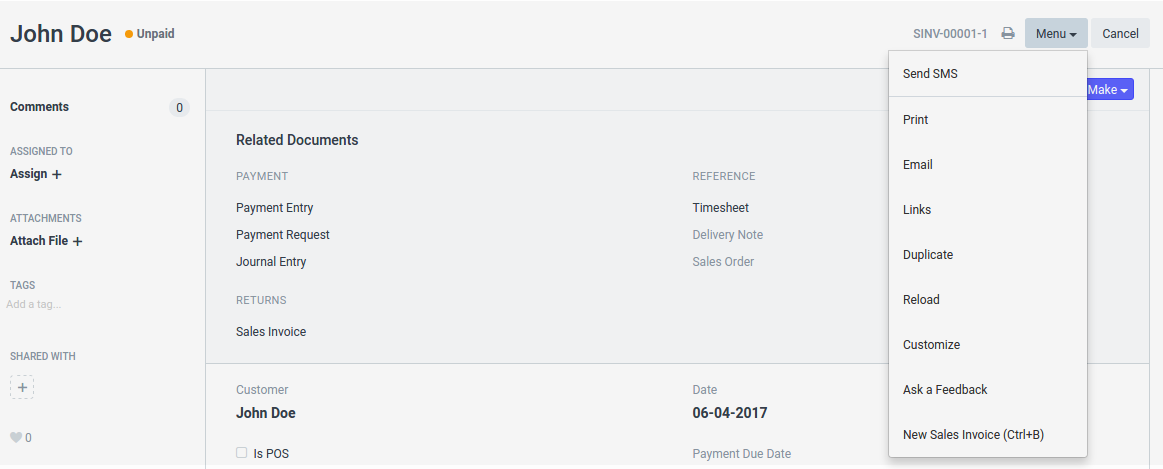 John Doe Unpaid SINV-00001-1 Menu Cancel
Send SMS
Print
Email
Links
Duplicate
Reload
Customize
Ask a Feedback
New Sales Invoice (Ctrl+B)
Make
Comments 0
ASSIGNED TO
Assign +
ATTACHMENTS
Attach File +
TAGS
Add a tag...
SHARED WITH
+
0
Related Documents
PAYMENT
Payment Entry
Payment Request
Journal Entry
RETURNS
Sales Invoice
REFERENCE
Timesheet
Delivery Note
Sales Order
Customer
John Doe
Is POS
Date
06-04-2017
Payment Due Date